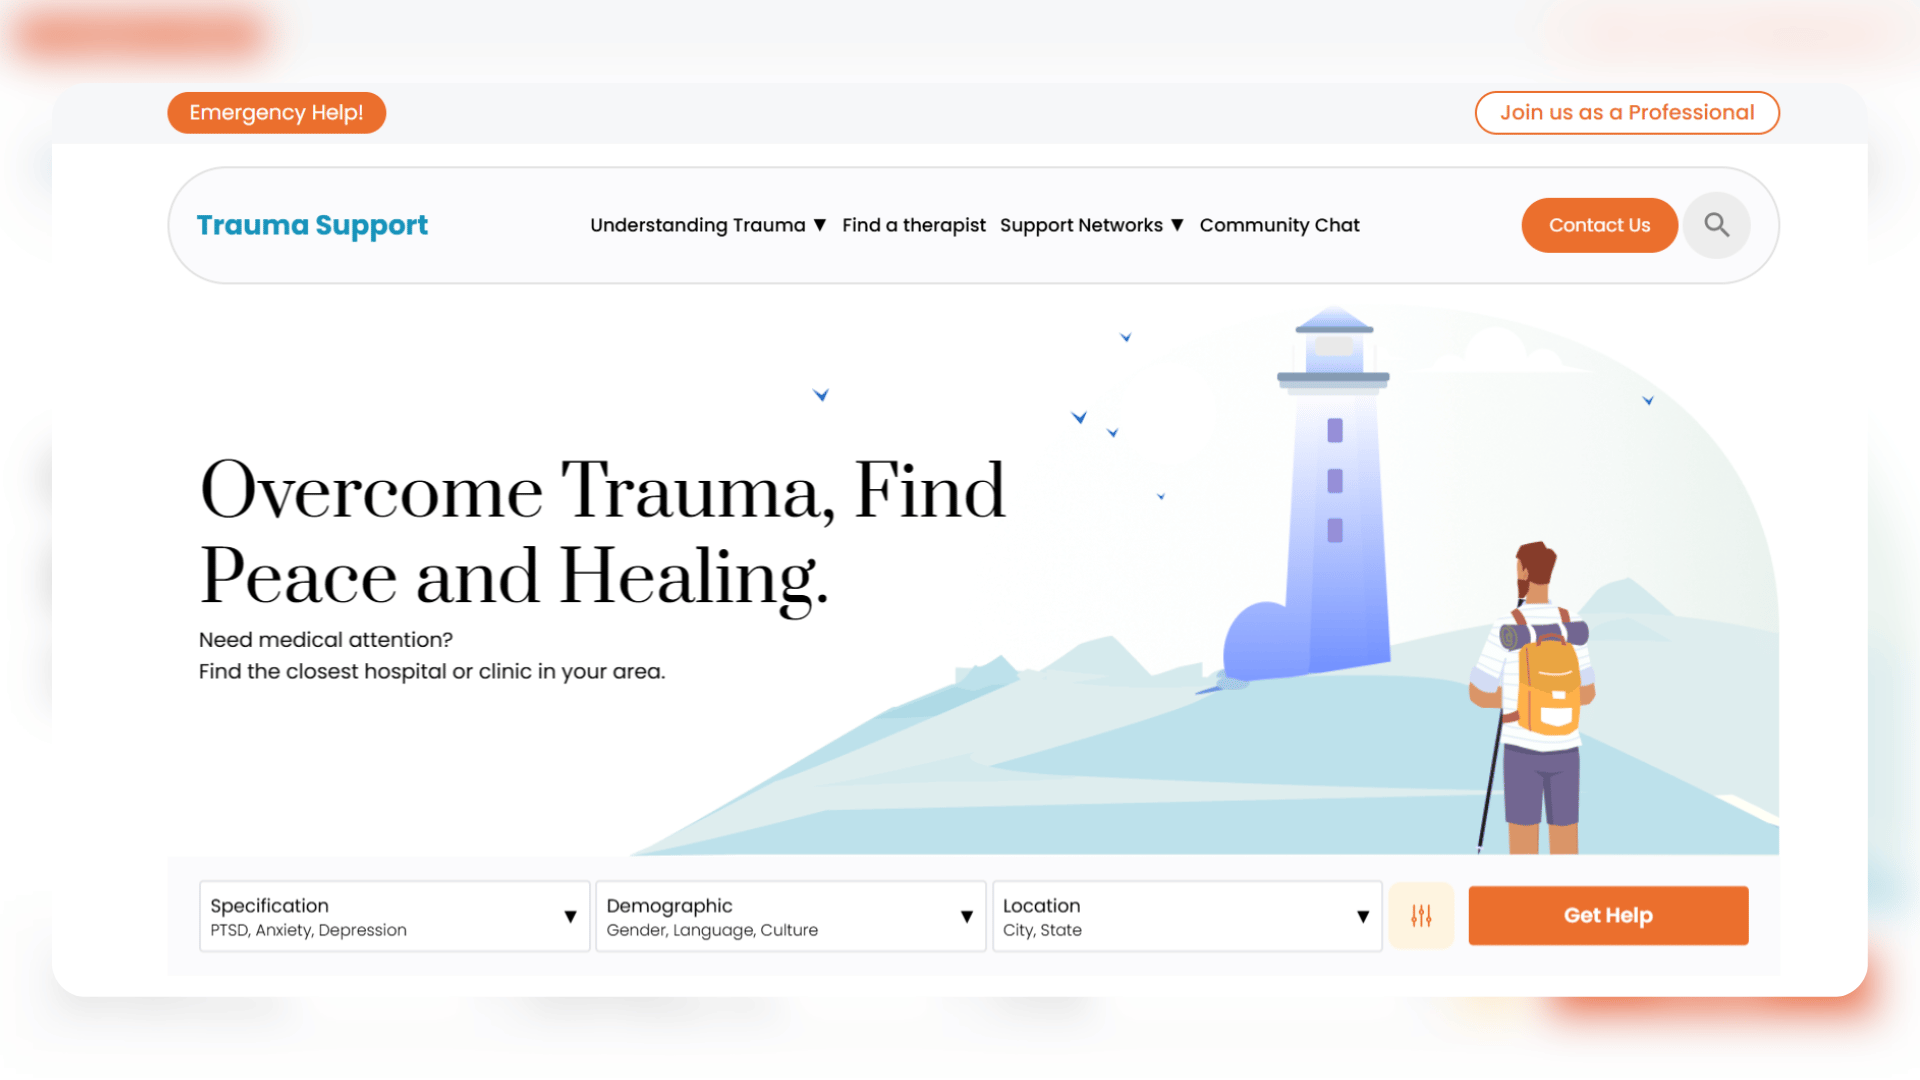 Emergency Help!
Join us as a Professional
Trauma Support
Understanding Trauma ▼
Find a therapist
Support Networks ▼
Community Chat
Contact Us
Overcome Trauma, Find
Peace and Healing.
Need medical attention?
Find the closest hospital or clinic in your area.
Specification
PTSD, Anxiety, Depression
Demographic
Gender, Language, Culture
Location
City, State
Get Help